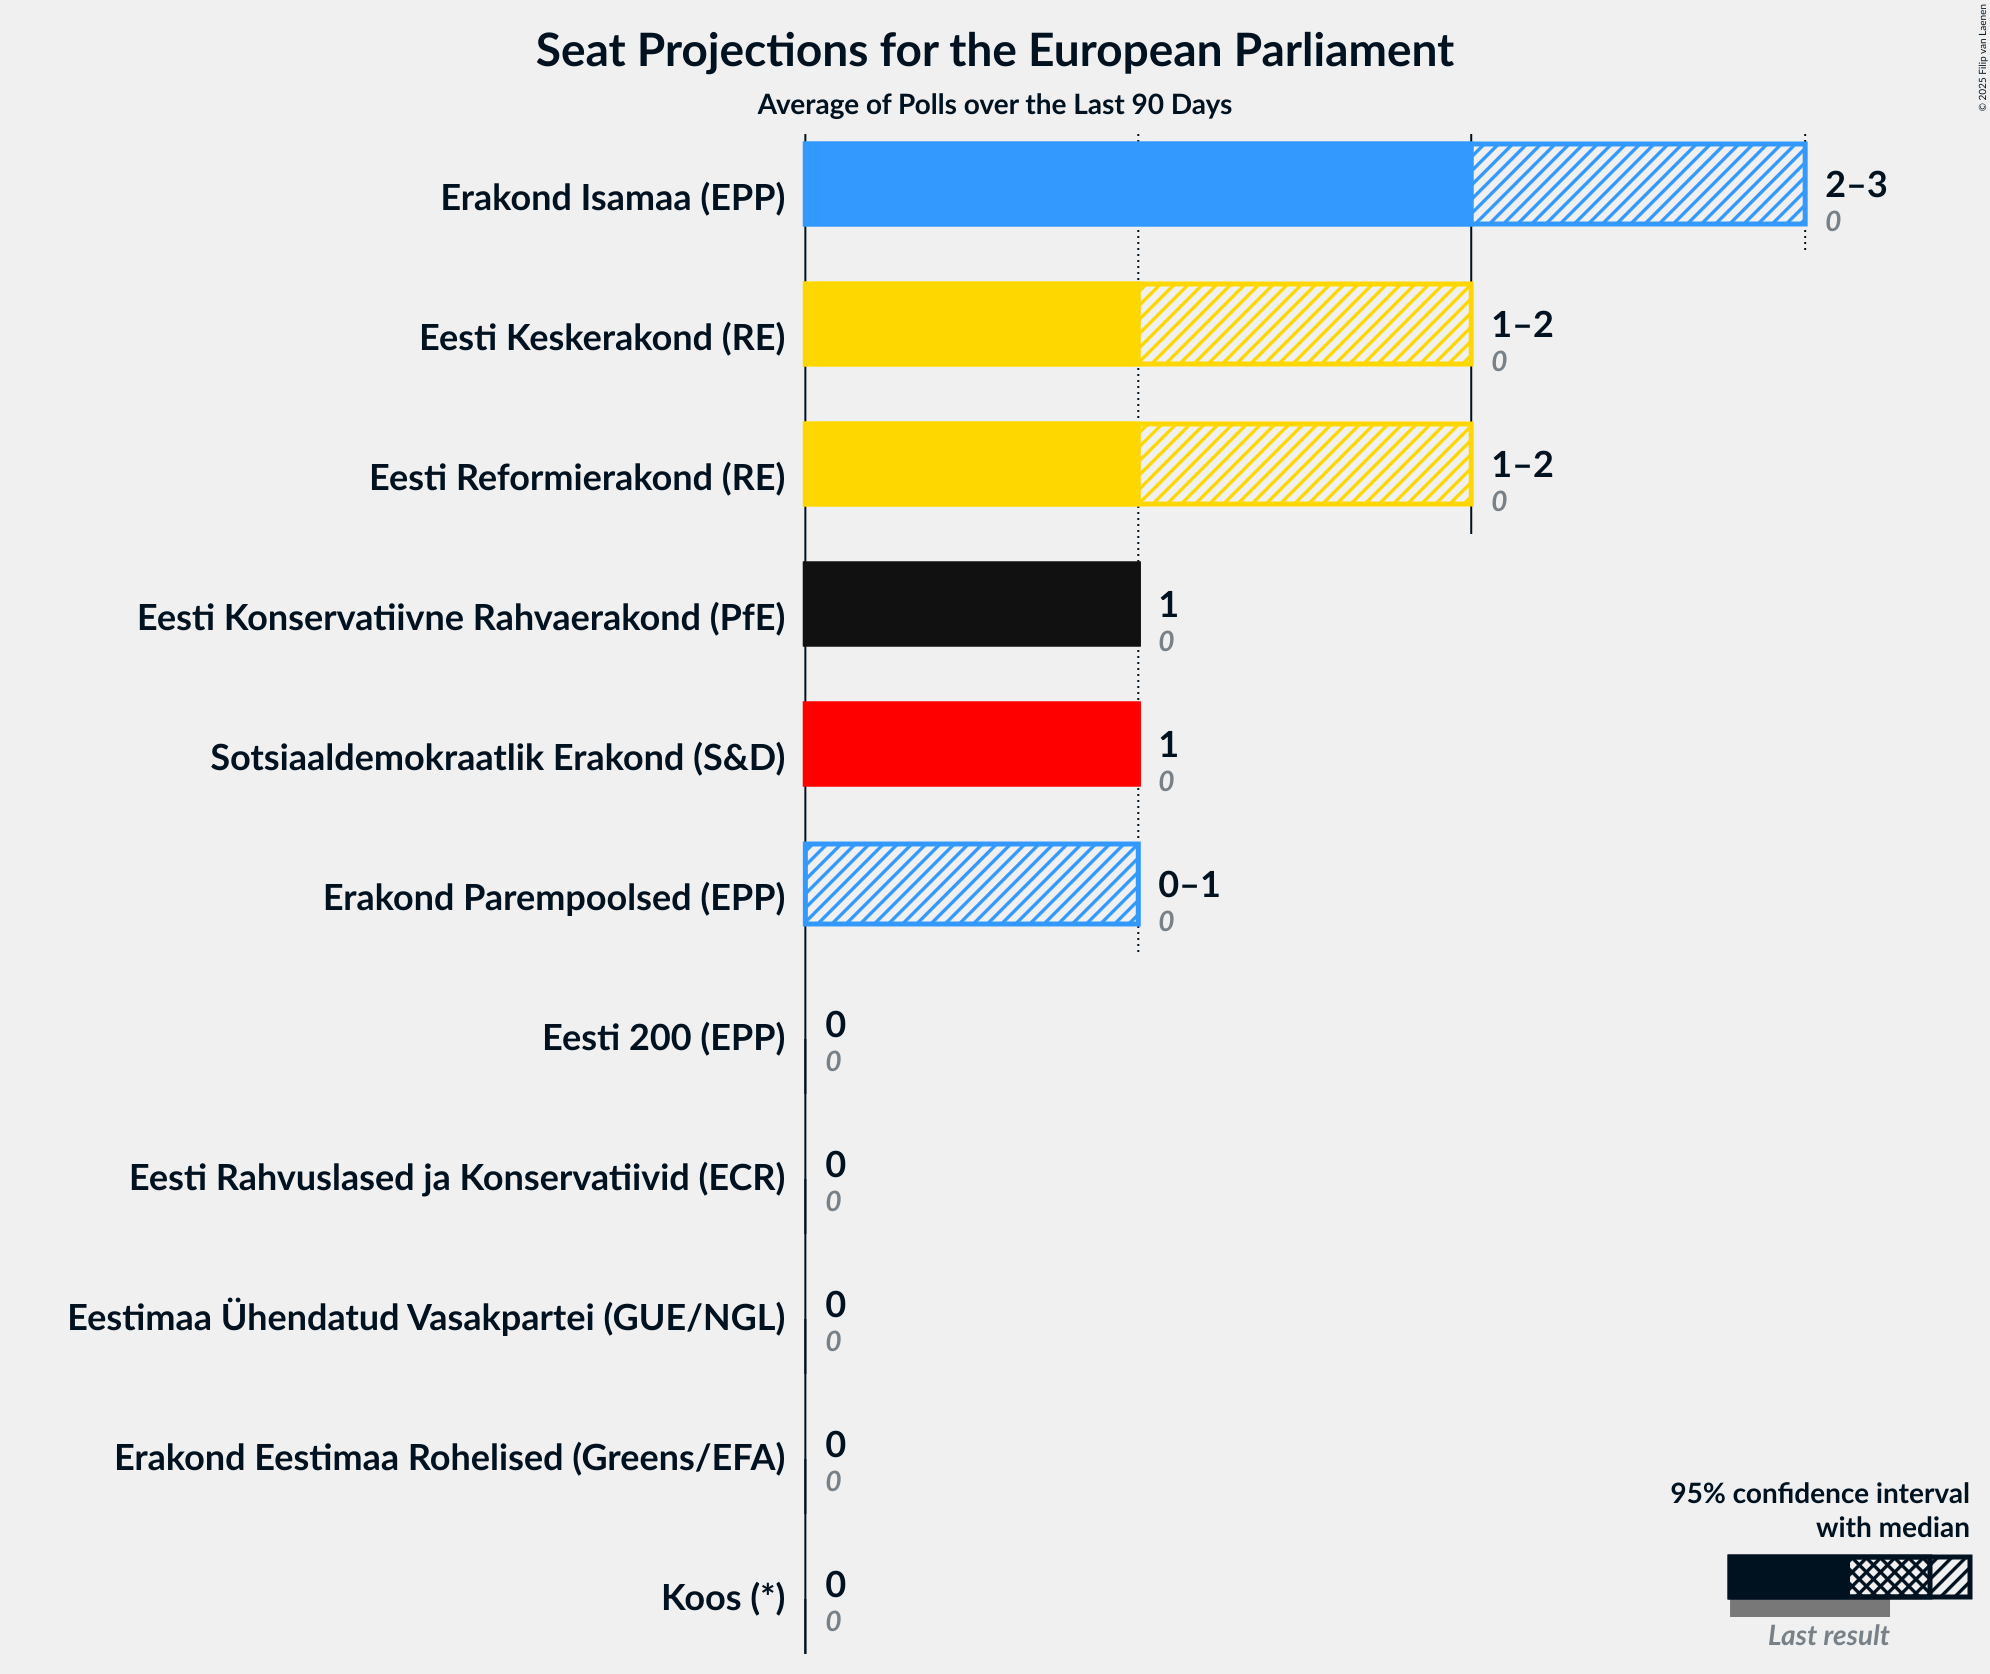 Seat Projections for the European Parliament
Average of Polls over the Last 90 Days
© 2025 Filip van Laenen
Erakond Isamaa (EPP)
2–3
0
Eesti Keskerakond (RE)
1–2
0
Eesti Reformierakond (RE)
1–2
0
Eesti Konservatiivne Rahvaerakond (PfE)
1
0
Sotsiaaldemokraatlik Erakond (S&D)
1
0
Erakond Parempoolsed (EPP)
0–1
0
Eesti 200 (EPP)
0
0
Eesti Rahvuslased ja Konservatiivid (ECR)
0
0
Eestimaa Ühendatud Vasakpartei (GUE/NGL)
0
0
Erakond Eestimaa Rohelised (Greens/EFA)
0
0
Koos (*)
0
0
95% confidence interval
with median
Last result